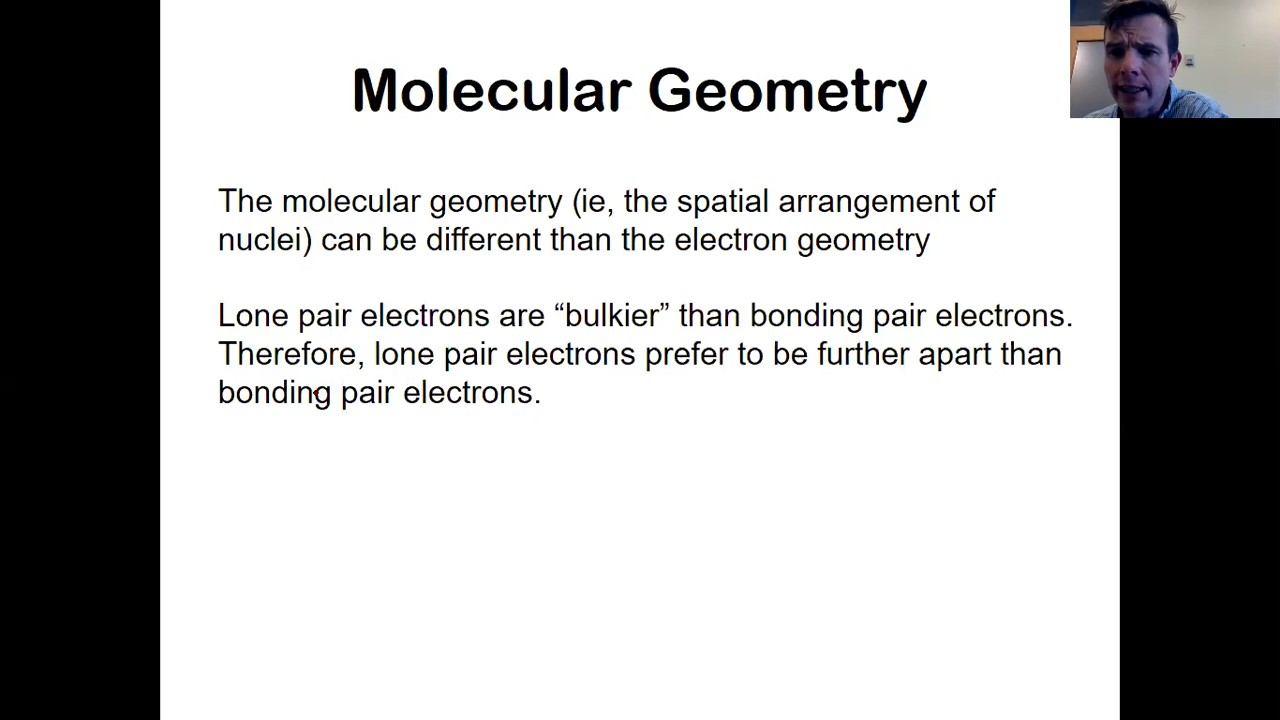 Molecular Geometry
The molecular geometry (ie, the spatial arrangement of
nuclei) can be different than the electron geometry
Lone pair electrons are “bulkier” than bonding pair electrons.
Therefore, lone pair electrons prefer to be further apart than
bonding pair electrons.